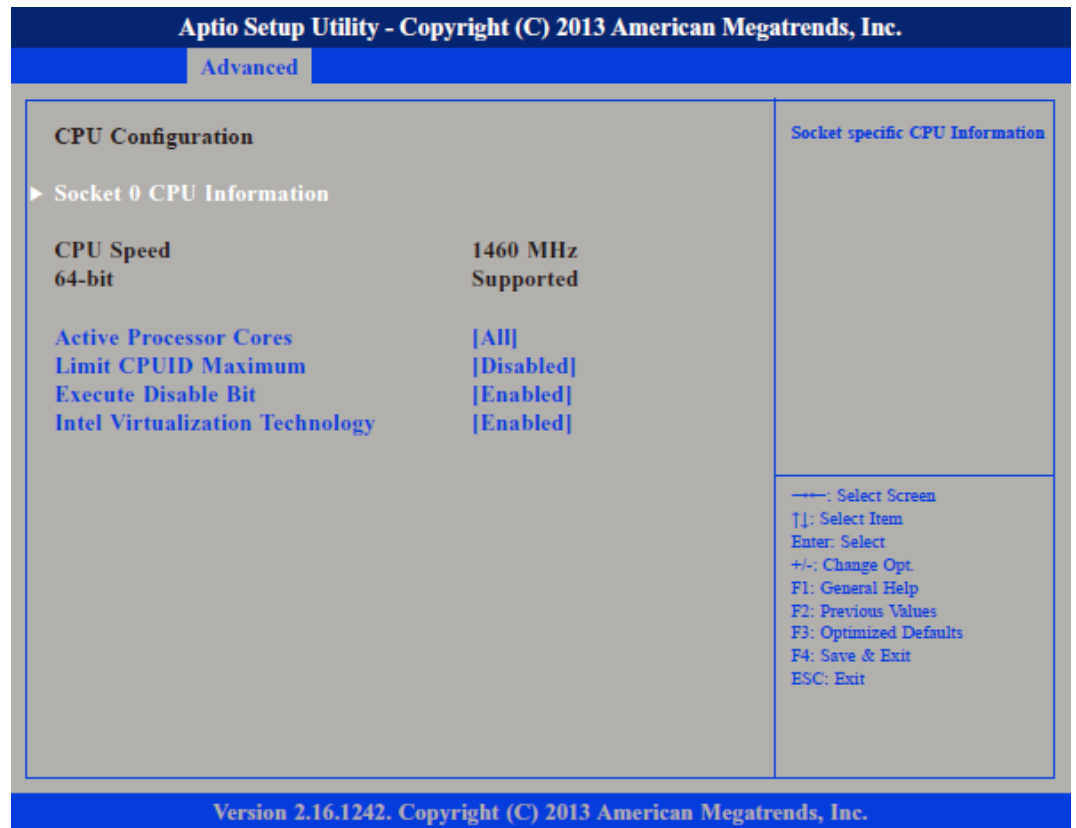 Aptio Setup Utility - Copyright (C) 2013 American Megatrends, Inc.
Advanced
CPU Configuration
Socket 0 CPU Information
CPU Speed 1460 MHz
64-bit Supported
Active Processor Cores [All]
Limit CPUID Maximum [Disabled]
Execute Disable Bit [Enabled]
Intel Virtualization Technology [Enabled]
Socket specific CPU Information
→←: Select Screen
↑↓: Select Item
Enter: Select
+/-: Change Opt.
F1: General Help
F2: Previous Values
F3: Optimized Defaults
F4: Save & Exit
ESC: Exit
Version 2.16.1242. Copyright (C) 2013 American Megatrends, Inc.